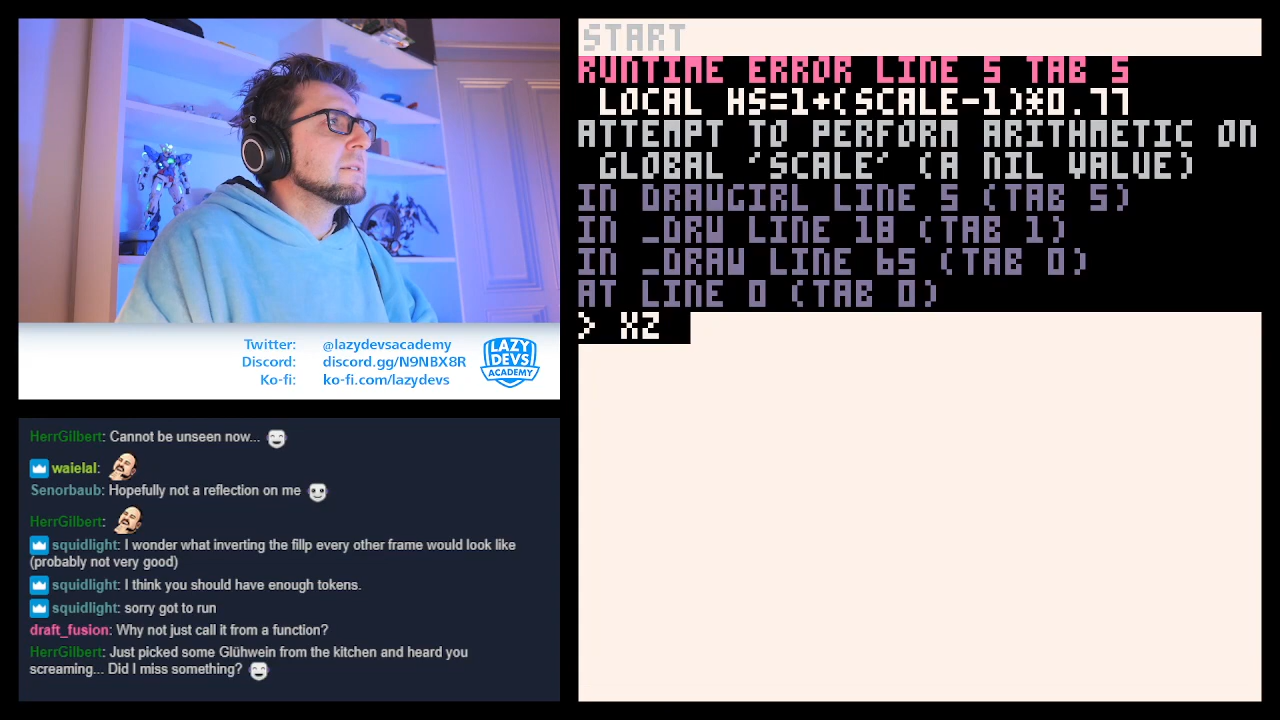 START
RUNTIME ERROR LINE 5 TAB 5
LOCAL HS=1+(SCALE-1)*0.77
ATTEMPT TO PERFORM ARITHMETIC ON
GLOBAL 'SCALE' (A NIL VALUE)
IN DRAWGIRL LINE 5 (TAB 5)
IN _DRW LINE 18 (TAB 1)
IN _DRAW LINE 65 (TAB 0)
AT LINE 0 (TAB 0)
> XZ
Twitter: @lazydevsacademy
Discord: discord.gg/N9NBX8R
Ko-fi: ko-fi.com/lazydevs
LAZY
DEVS
ACADEMY
HerrGilbert: Cannot be unseen now...
waielal:
Senorbaub: Hopefully not a reflection on me
HerrGilbert:
squidlight: I wonder what inverting the fillp every other frame would look like
(probably not very good)
squidlight: I think you should have enough tokens.
squidlight: sorry got to run
draft_fusion: Why not just call it from a function?
HerrGilbert: Just picked some Glühwein from the kitchen and heard you
screaming... Did I miss something?